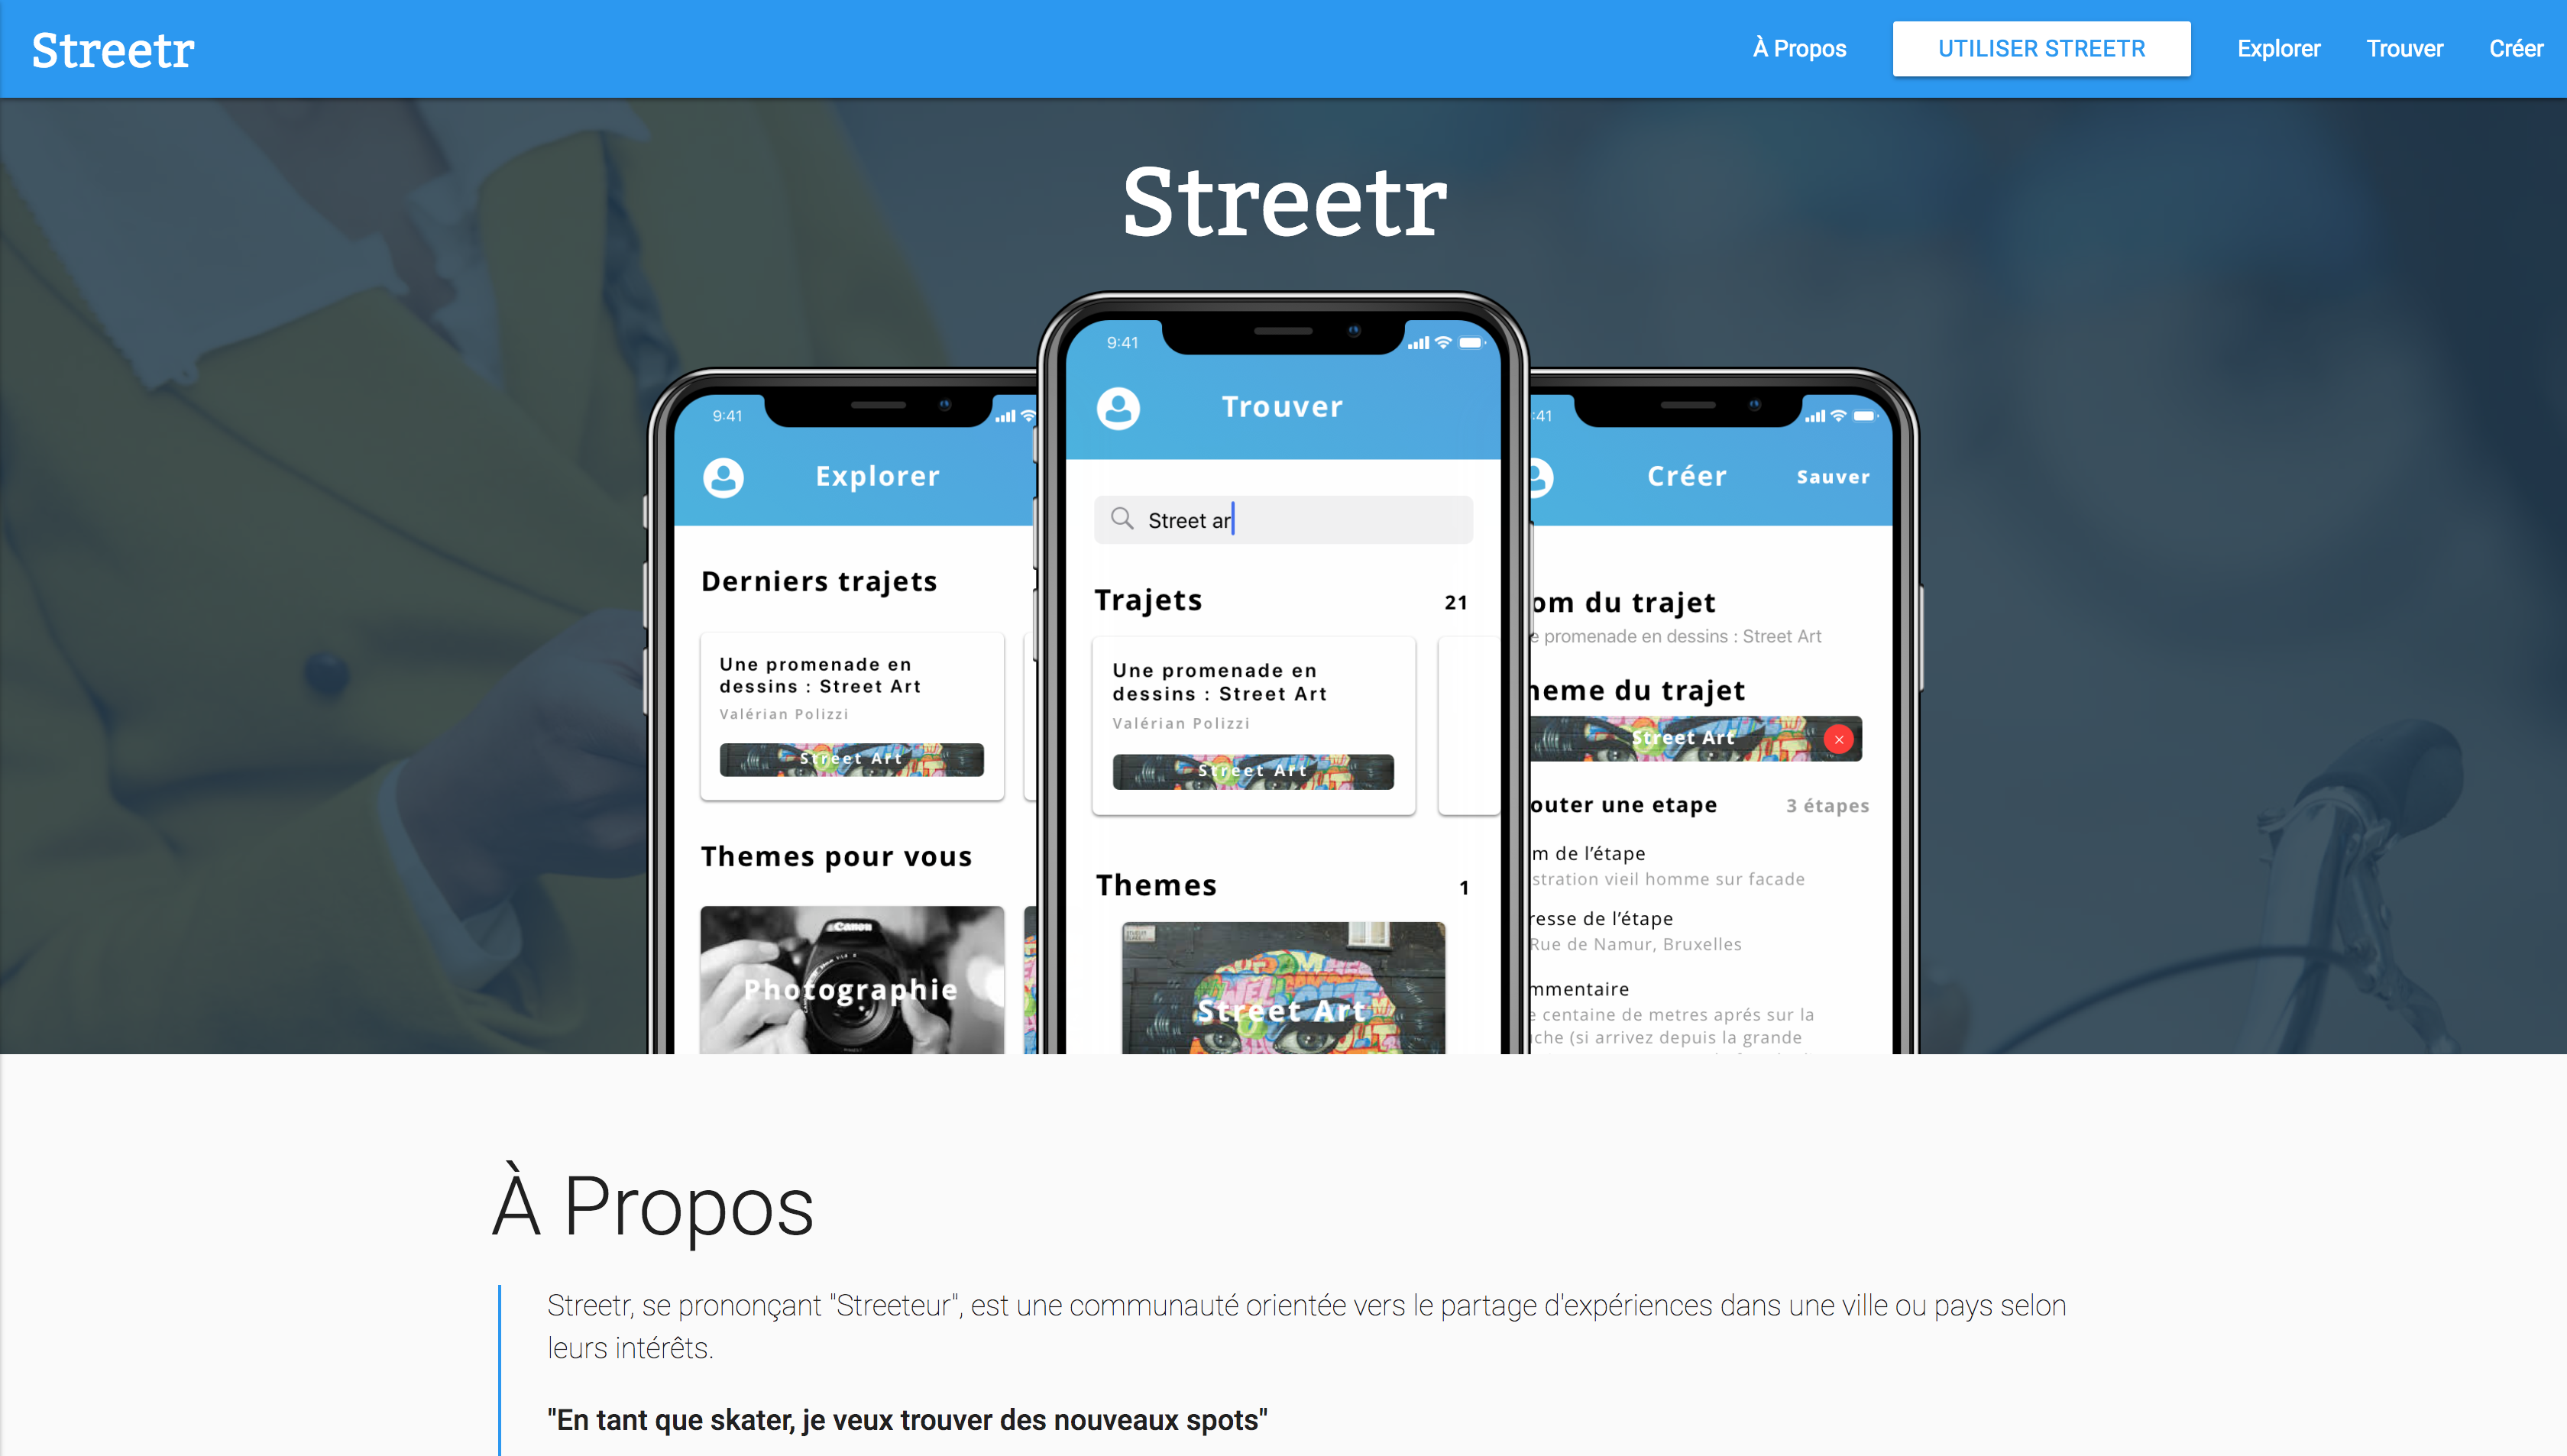 Streetr
À Propos
UTILISER STREETR
Explorer
Trouver
Créer
Streetr
9:41
Explorer
Derniers trajets
Une promenade en
dessins : Street Art
Valérian Polizzi
Street Art
Themes pour vous
Canon
Photographie
9:41
Trouver
Street ar
Trajets 21
Une promenade en
dessins : Street Art
Valérian Polizzi
Street Art
Themes 1
Street Art
:41
Créer Sauver
om du trajet
e promenade en dessins : Street Art
heme du trajet
Street Art
outer une etape 3 étapes
m de l’étape
stration vieil homme sur facade
resse de l’étape
Rue de Namur, Bruxelles
mmentaire
e centaine de metres aprés sur la
che (si arrivez depuis la grande
À Propos
Streetr, se prononçant "Streeteur", est une communauté orientée vers le partage d'expériences dans une ville ou pays selon
leurs intérêts.
"En tant que skater, je veux trouver des nouveaux spots"